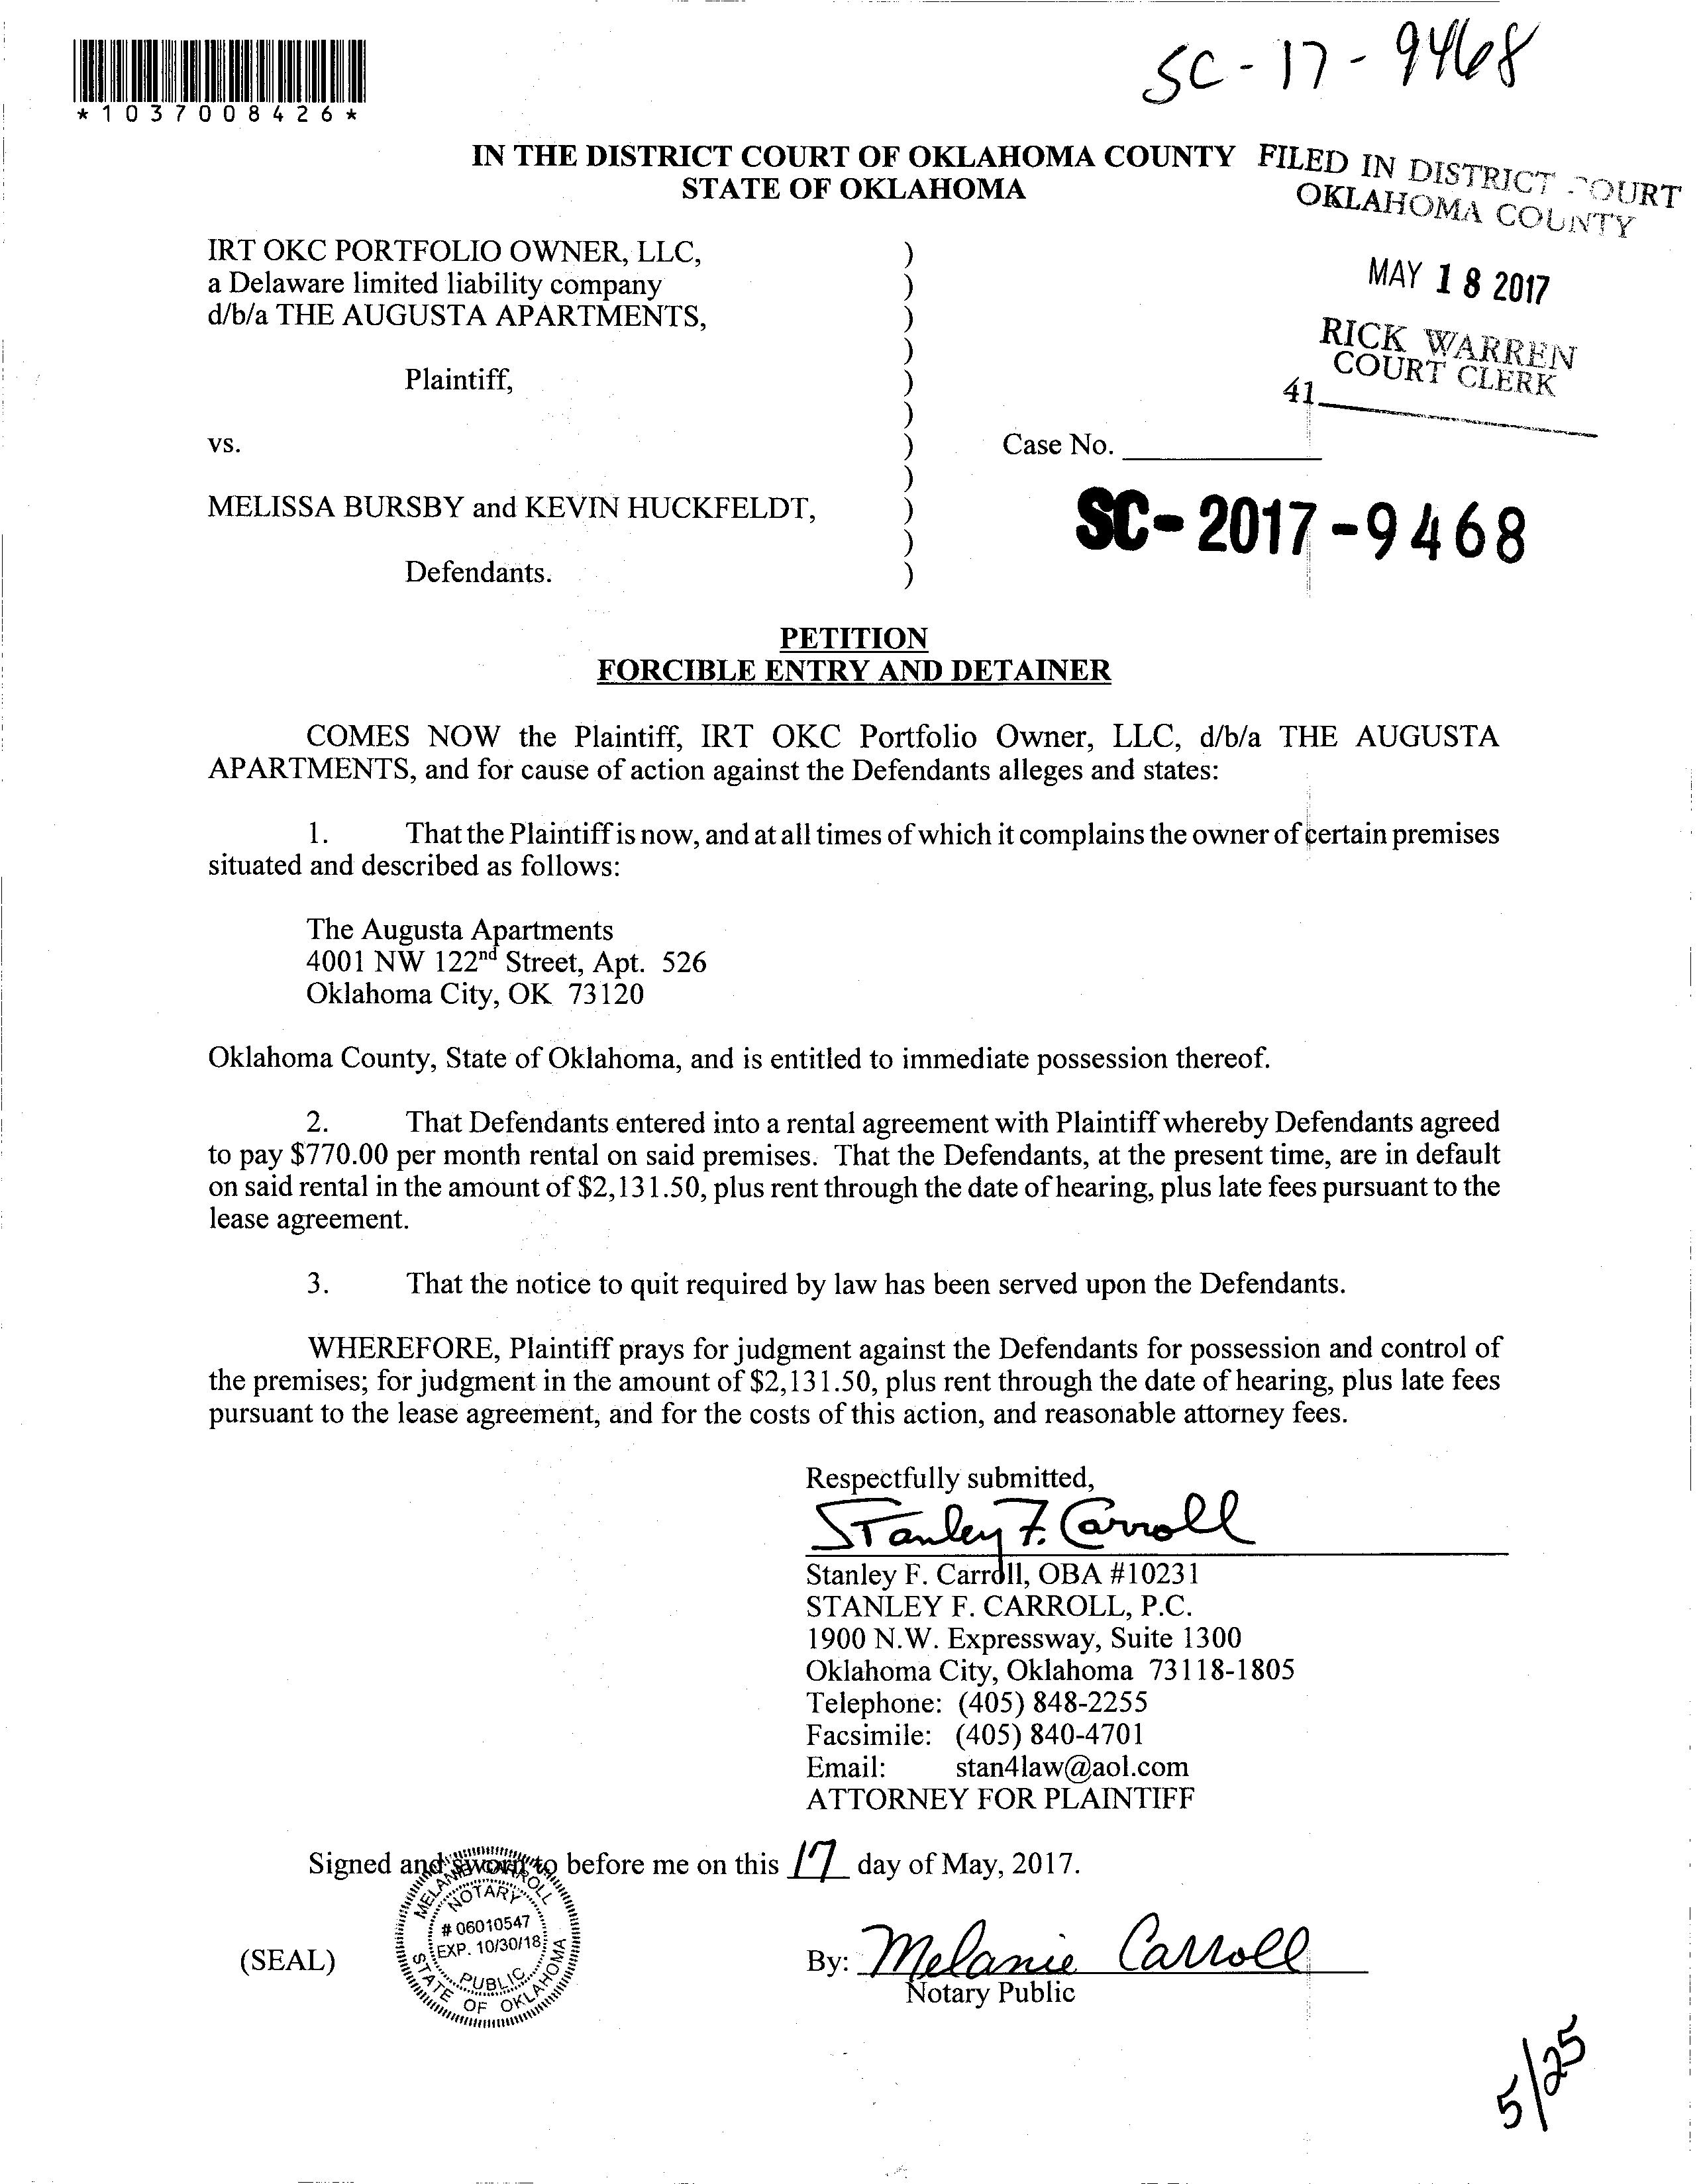 SC-17-9468
*1037008426*
IN THE DISTRICT COURT OF OKLAHOMA COUNTY
STATE OF OKLAHOMA
FILED IN DISTRICT COURT
OKLAHOMA COUNTY
MAY 18 2017
RICK WARREN
COURT CLERK
41
IRT OKC PORTFOLIO OWNER, LLC, )
a Delaware limited liability company )
d/b/a THE AUGUSTA APARTMENTS, )
)
Plaintiff, )
)
vs. ) Case No.
)
MELISSA BURSBY and KEVIN HUCKFELDT, )
)
Defendants. )
SC-2017-9468
PETITION
FORCIBLE ENTRY AND DETAINER
COMES NOW the Plaintiff, IRT OKC Portfolio Owner, LLC, d/b/a THE AUGUSTA
APARTMENTS, and for cause of action against the Defendants alleges and states:
1. That the Plaintiff is now, and at all times of which it complains the owner of certain premises
situated and described as follows:
The Augusta Apartments
4001 NW 122nd Street, Apt. 526
Oklahoma City, OK 73120
Oklahoma County, State of Oklahoma, and is entitled to immediate possession thereof.
2. That Defendants entered into a rental agreement with Plaintiff whereby Defendants agreed
to pay $770.00 per month rental on said premises. That the Defendants, at the present time, are in default
on said rental in the amount of $2,131.50, plus rent through the date of hearing, plus late fees pursuant to the
lease agreement.
3. That the notice to quit required by law has been served upon the Defendants.
WHEREFORE, Plaintiff prays for judgment against the Defendants for possession and control of
the premises; for judgment in the amount of $2,131.50, plus rent through the date of hearing, plus late fees
pursuant to the lease agreement, and for the costs of this action, and reasonable attorney fees.
Respectfully submitted,
Stanley F. Carroll
Stanley F. Carroll, OBA #10231
STANLEY F. CARROLL, P.C.
1900 N.W. Expressway, Suite 1300
Oklahoma City, Oklahoma 73118-1805
Telephone: (405) 848-2255
Facsimile: (405) 840-4701
Email: stan4law@aol.com
ATTORNEY FOR PLAINTIFF
Signed and sworn to before me on this 17 day of May, 2017.
MELANIE CARROLL
NOTARY
# 06010547
EXP. 10/30/18
PUBLIC
STATE OF OKLAHOMA
(SEAL)
By: Melanie Carroll
Notary Public
5/25